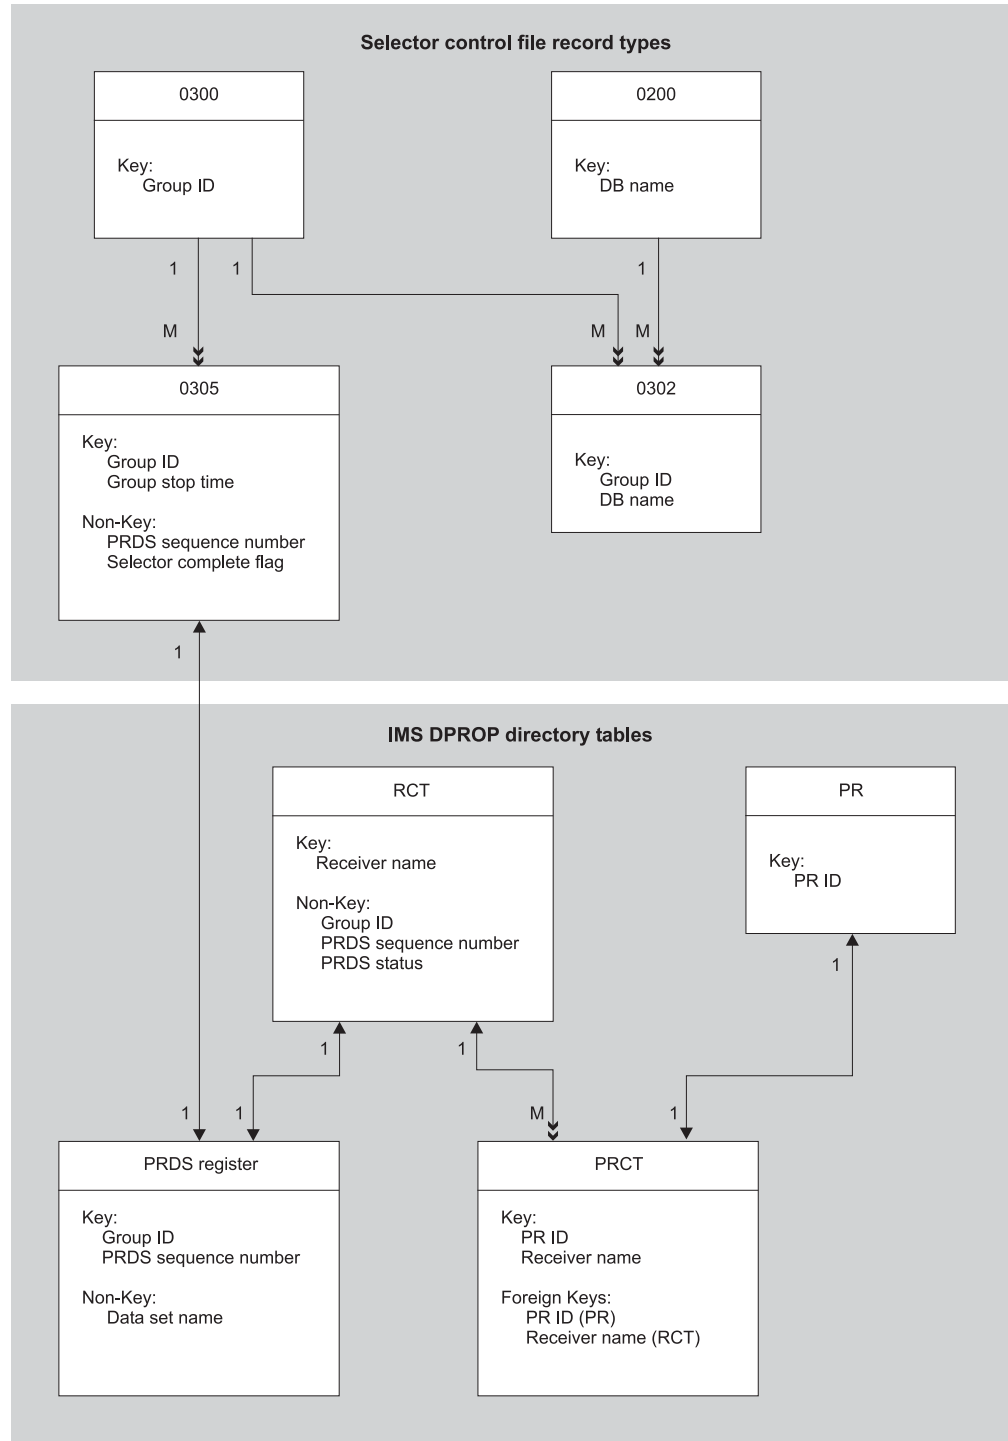 Selector control file record types
0300
Key:
Group ID
0200
Key:
DB name
1
1
1
M
M
M
0305
Key:
Group ID
Group stop time
Non-Key:
PRDS sequence number
Selector complete flag
0302
Key:
Group ID
DB name
1
IMS DPROP directory tables
RCT
Key:
Receiver name
Non-Key:
Group ID
PRDS sequence number
PRDS status
PR
Key:
PR ID
1
1
1
1
1
M
1
PRDS register
Key:
Group ID
PRDS sequence number
Non-Key:
Data set name
PRCT
Key:
PR ID
Receiver name
Foreign Keys:
PR ID (PR)
Receiver name (RCT)